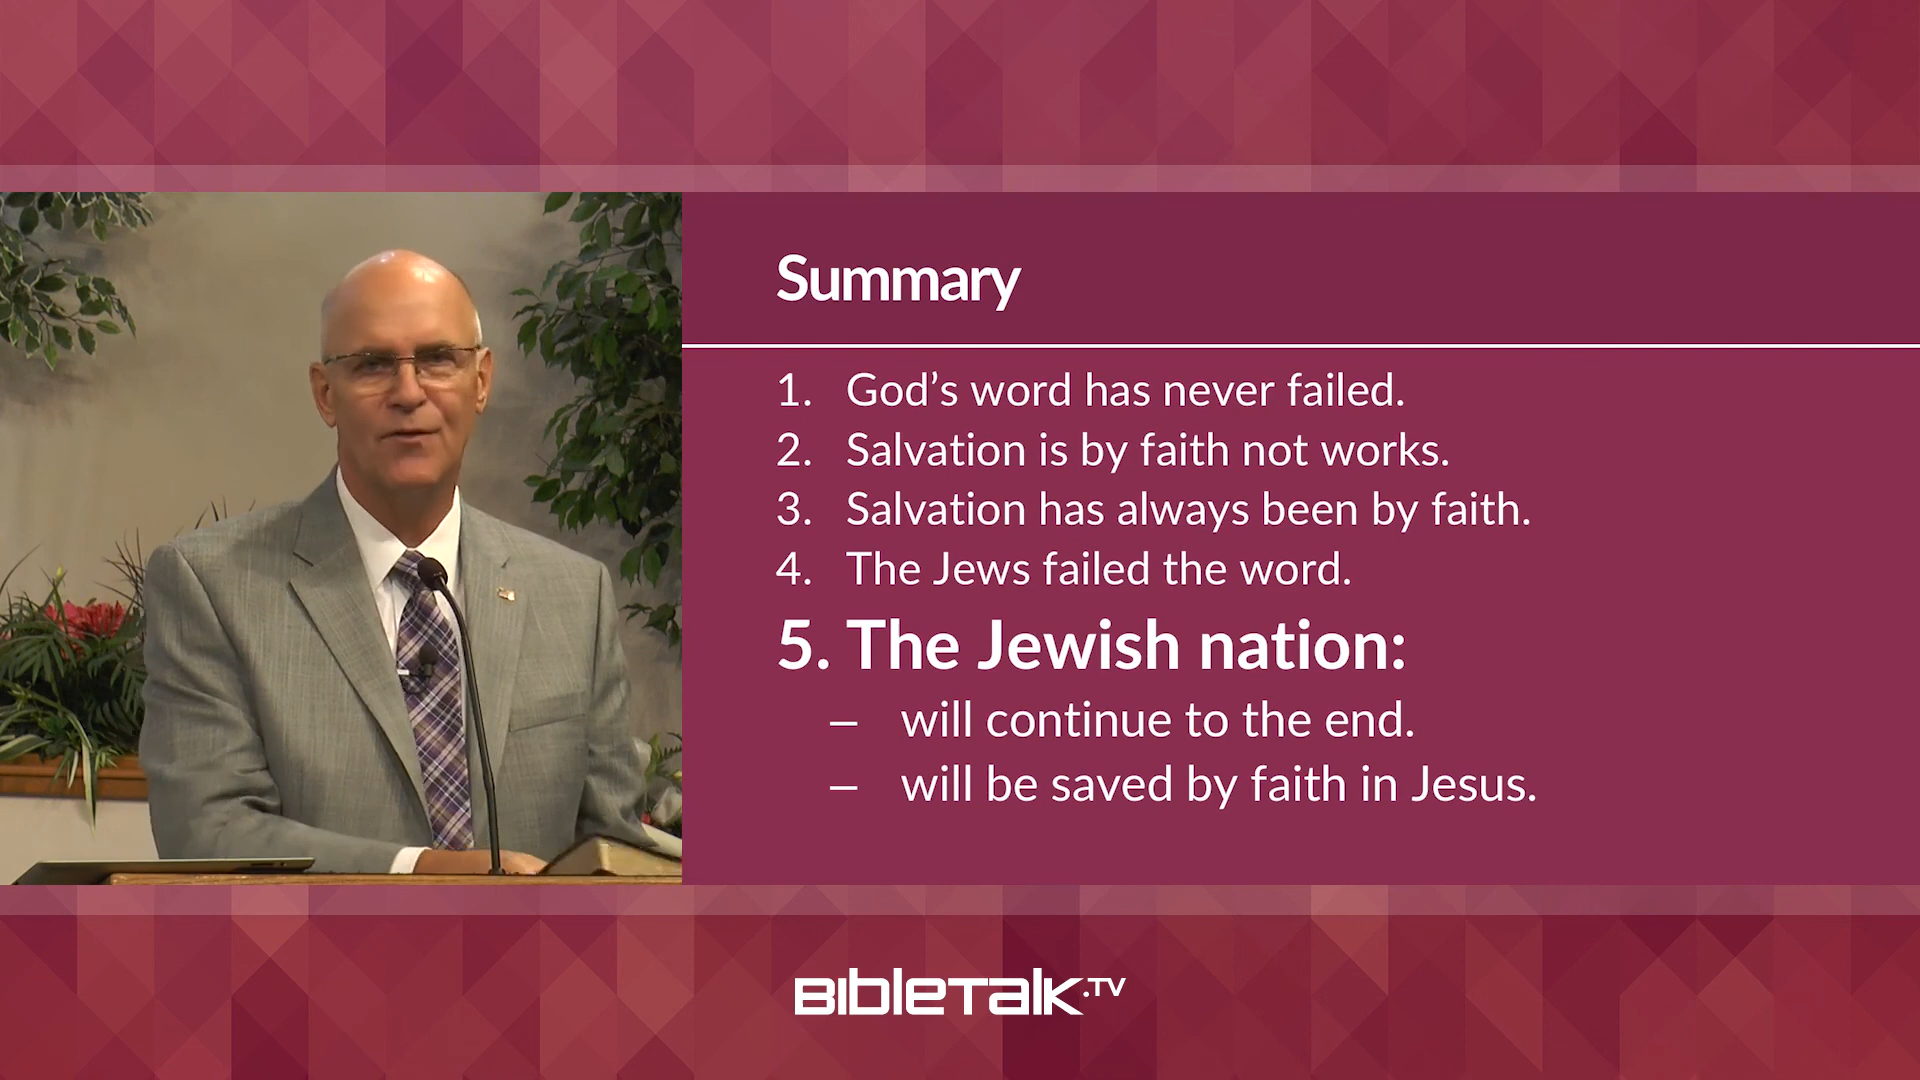 Summary
1. God’s word has never failed.
2. Salvation is by faith not works.
3. Salvation has always been by faith.
4. The Jews failed the word.
5. The Jewish nation:
– will continue to the end.
– will be saved by faith in Jesus.
BIBLETALK.TV